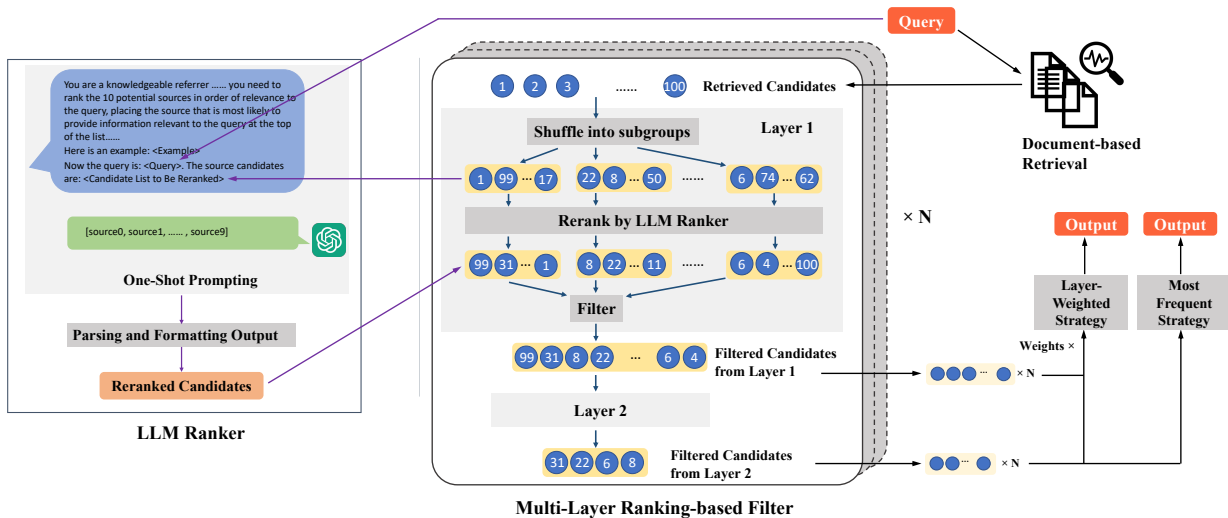 Query
You are a knowledgeable referrer …… you need to
rank the 10 potential sources in order of relevance to
the query, placing the source that is most likely to
provide information relevant to the query at the top
of the list……
Here is an example: <Example>
Now the query is: <Query>. The source candidates
are: <Candidate List to Be Reranked>
[source0, source1, …… , source9]
One-Shot Prompting
Parsing and Formatting Output
Reranked Candidates
LLM Ranker
1 2 3 …… 100 Retrieved Candidates
Layer 1
Shuffle into subgroups
1 99 ... 17 22 8 ... 50 …… 6 74 ... 62
Rerank by LLM Ranker
99 31 ... 1 8 22 ... 11 …… 6 4 ... 100
Filter
99 31 8 22 ... 6 4
Filtered Candidates
from Layer 1
Layer 2
31 22 6 8
Filtered Candidates
from Layer 2
Multi-Layer Ranking-based Filter
× N
Document-based
Retrieval
Output
Output
Layer-
Weighted
Strategy
Most
Frequent
Strategy
Weights ×
... × N
... × N